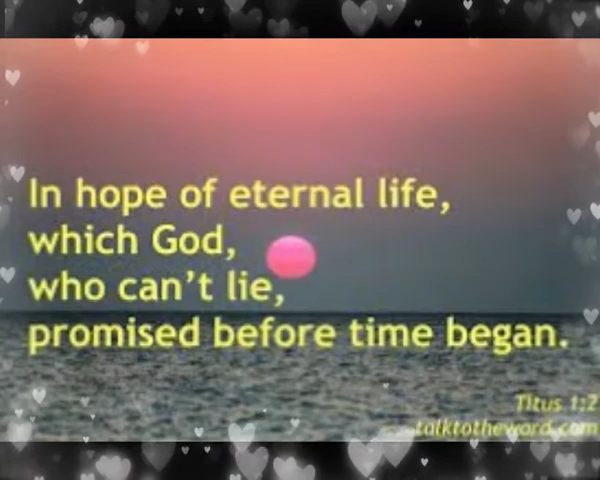 In hope of eternal life,
which God,
who can't lie,
promised before time began.
Titus 1:2
talktotheword.com